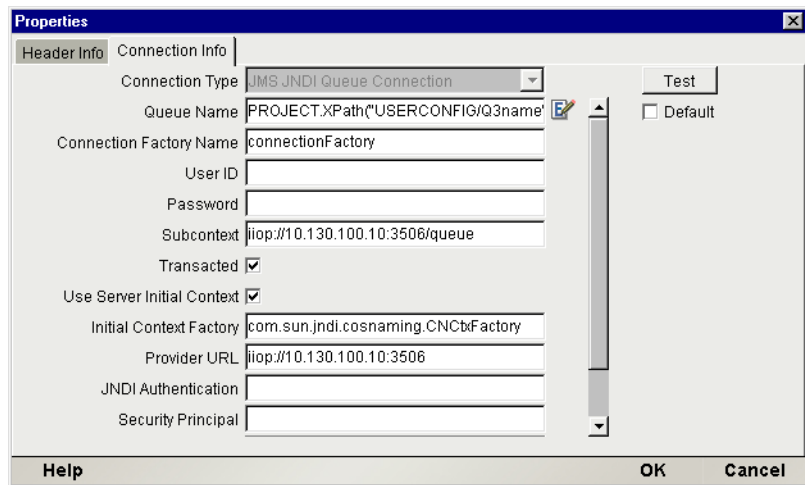 Properties
Header Info Connection Info
Connection Type JMS JNDI Queue Connection Test
Queue Name PROJECT.XPath("USERCONFIG/Q3name" Default
Connection Factory Name connectionFactory
User ID
Password
Subcontext iiop://10.130.100.10:3506/queue
Transacted
Use Server Initial Context
Initial Context Factory com.sun.jndi.cosnaming.CNCtxFactory
Provider URL iiop://10.130.100.10:3506
JNDI Authentication
Security Principal
Help OK Cancel